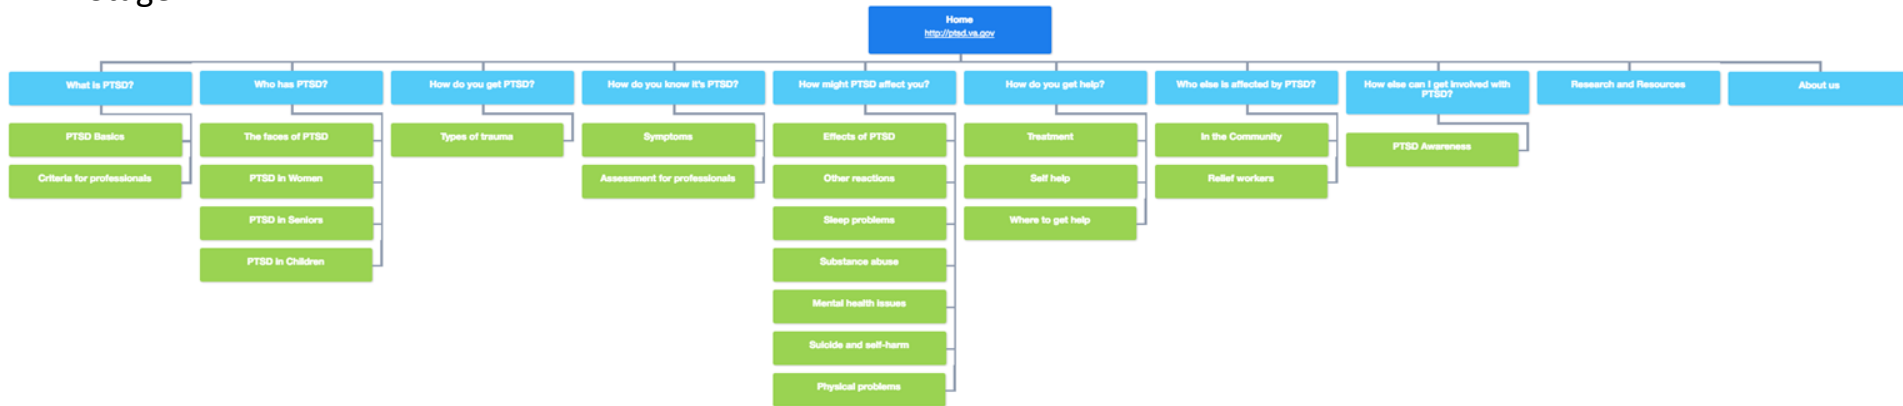 Home
http://ptsd.va.gov
What is PTSD?
PTSD Basics
Criteria for professionals
Who has PTSD?
The faces of PTSD
PTSD in Women
PTSD in Seniors
PTSD in Children
How do you get PTSD?
Types of trauma
How do you know it's PTSD?
Symptoms
Assessment for professionals
How might PTSD affect you?
Effects of PTSD
Other reactions
Sleep problems
Substance abuse
Mental health issues
Suicide and self-harm
Physical problems
How do you get help?
Treatment
Self help
Where to get help
Who else is affected by PTSD?
In the Community
Relief workers
How else can I get involved with
PTSD?
PTSD Awareness
Research and Resources
About us